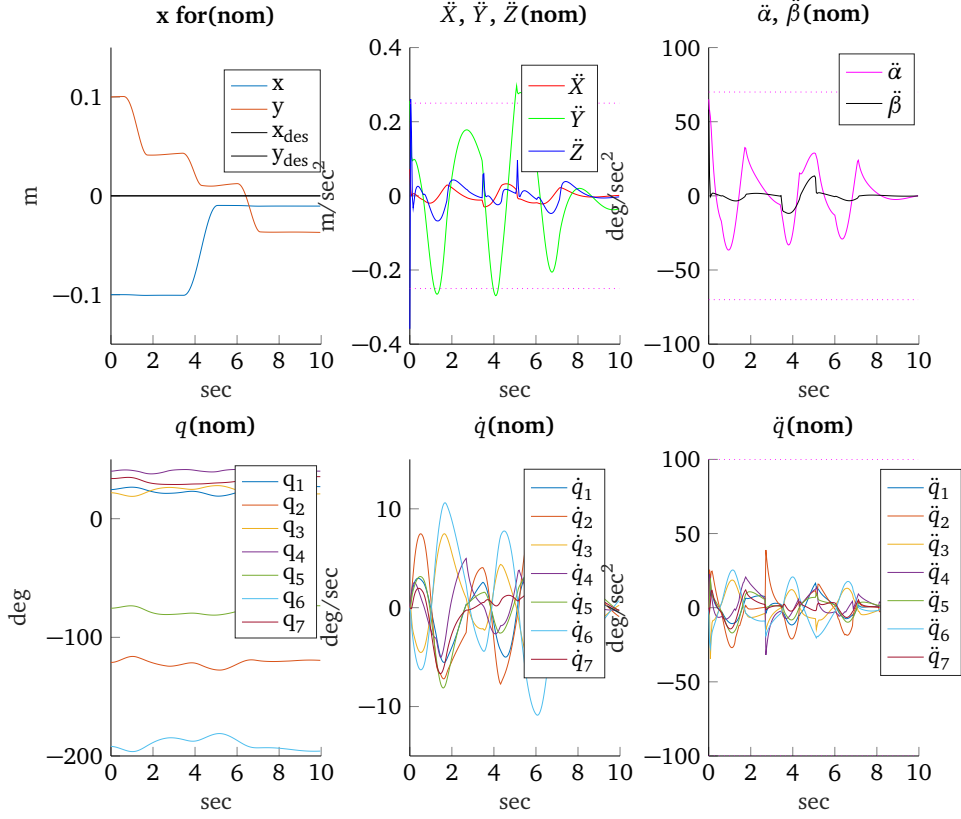 x for(nom)
0.1
0
−0.1
m
0 2 4 6 8 10
sec
x
y
x_des
y_des
Ẍ, Ÿ, Z̈(nom)
0.4
0.2
0
−0.2
−0.4
m/sec²
0 2 4 6 8 10
sec
Ẍ
Ÿ
Z̈
α̈, β̈(nom)
100
50
0
−50
−100
deg/sec²
0 2 4 6 8 10
sec
α̈
β̈
q(nom)
0
−100
−200
deg
0 2 4 6 8 10
sec
q₁
q₂
q₃
q₄
q₅
q₆
q₇
q̇(nom)
10
0
−10
deg/sec
0 2 4 6 8 10
sec
q̇₁
q̇₂
q̇₃
q̇₄
q̇₅
q̇₆
q̇₇
q̈(nom)
100
50
0
−50
−100
deg/sec²
0 2 4 6 8 10
sec
q̈₁
q̈₂
q̈₃
q̈₄
q̈₅
q̈₆
q̈₇